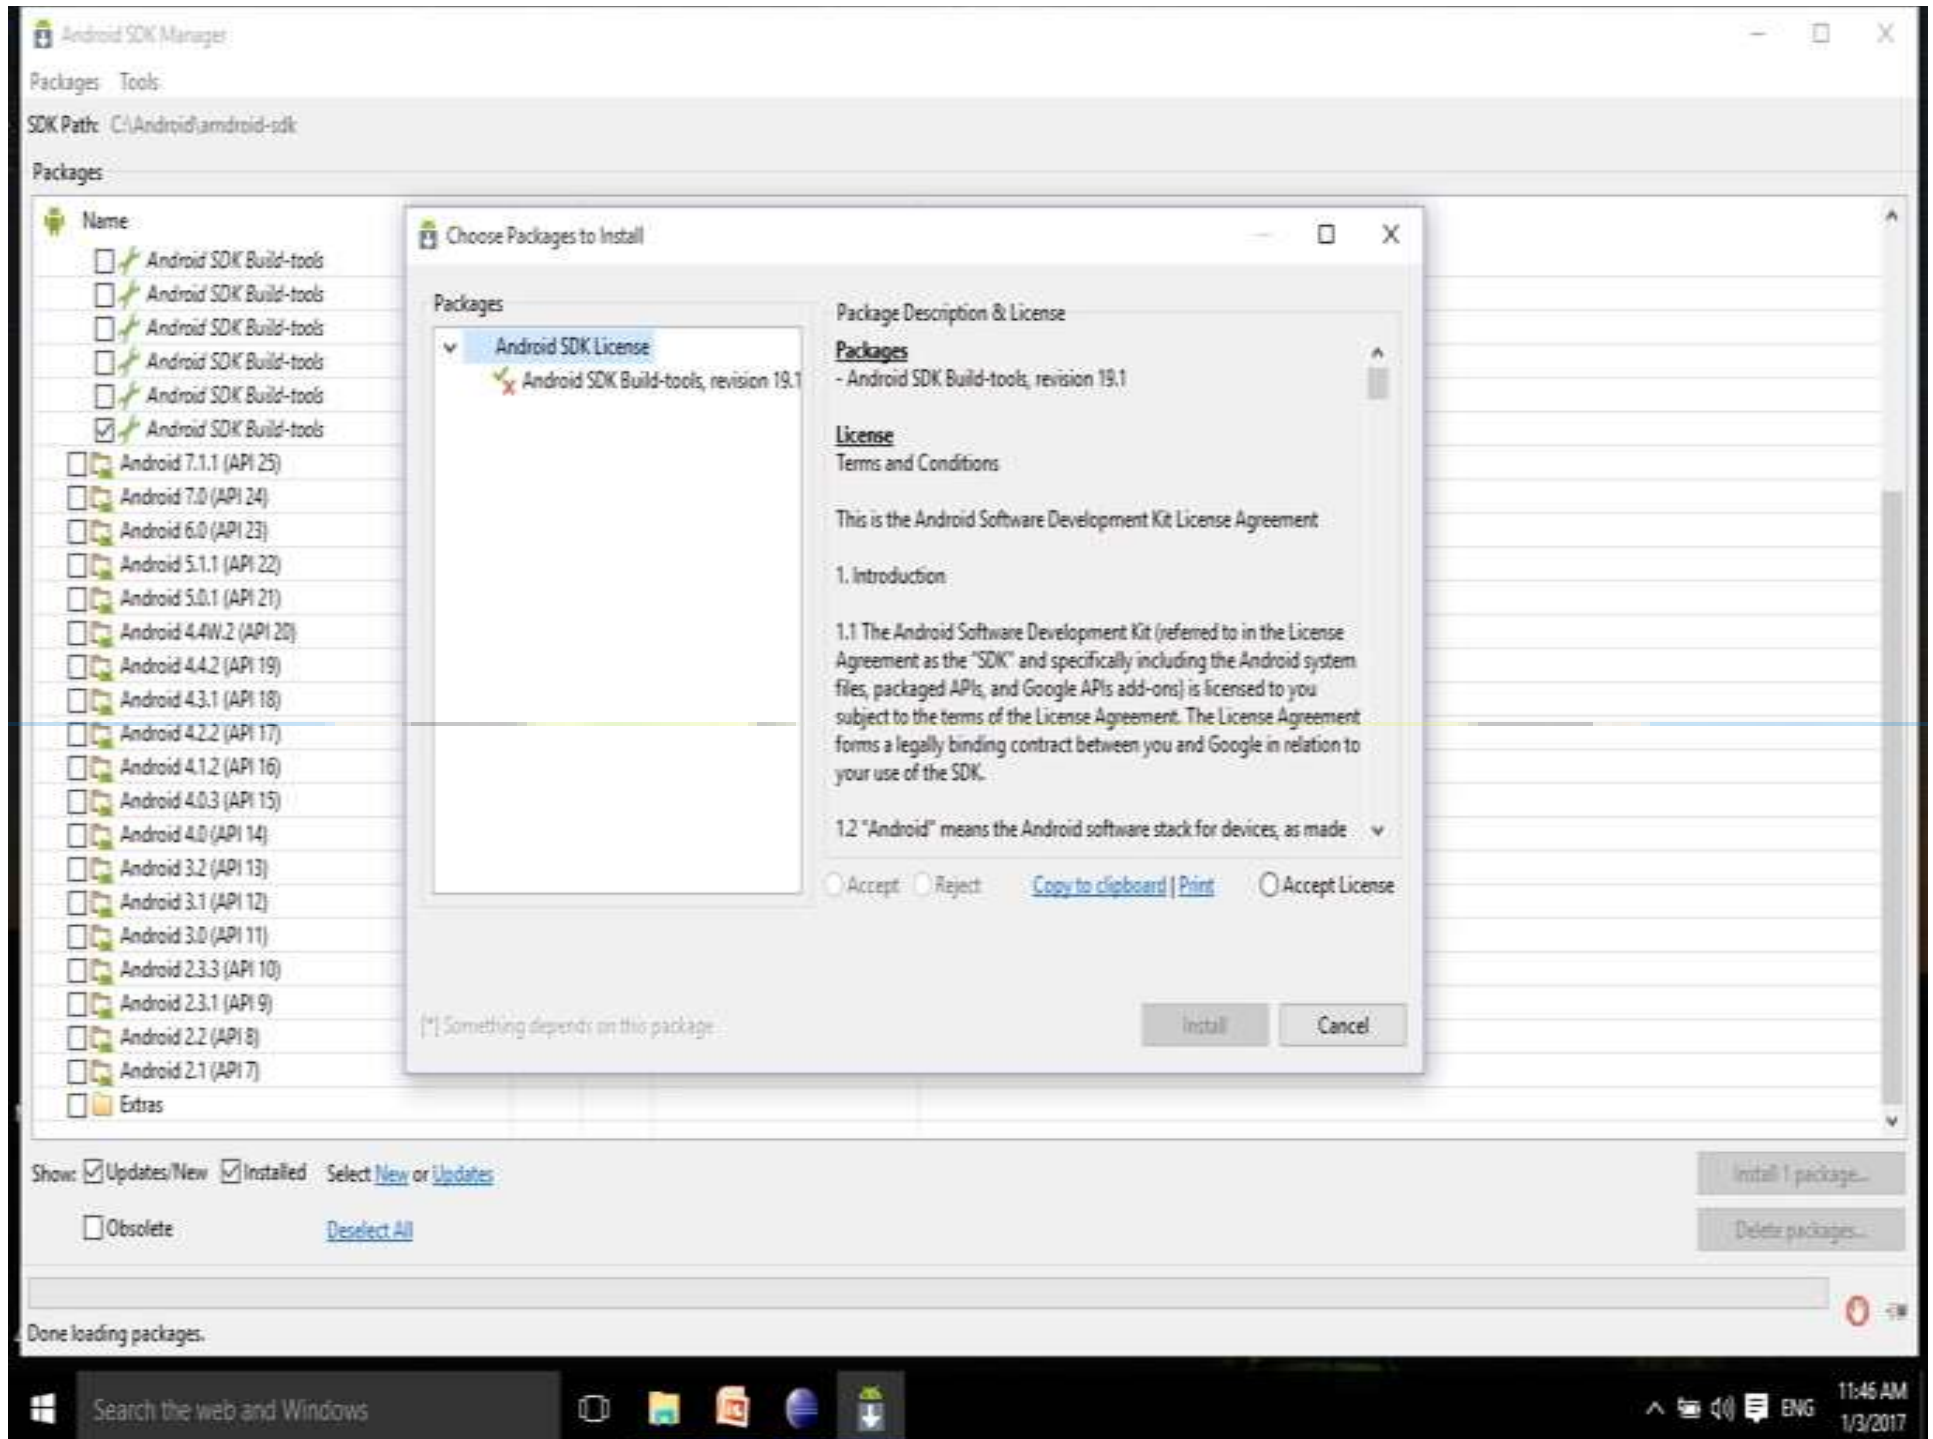 Android SDK Manager
Packages Tools
SDK Path: C:\Android\amdroid-sdk
Packages
Name
Android SDK Build-tools
Android SDK Build-tools
Android SDK Build-tools
Android SDK Build-tools
Android SDK Build-tools
Android SDK Build-tools
Android 7.1.1 (API 25)
Android 7.0 (API 24)
Android 6.0 (API 23)
Android 5.1.1 (API 22)
Android 5.0.1 (API 21)
Android 4.4W.2 (API 20)
Android 4.4.2 (API 19)
Android 4.3.1 (API 18)
Android 4.2.2 (API 17)
Android 4.1.2 (API 16)
Android 4.0.3 (API 15)
Android 4.0 (API 14)
Android 3.2 (API 13)
Android 3.1 (API 12)
Android 3.0 (API 11)
Android 2.3.3 (API 10)
Android 2.3.1 (API 9)
Android 2.2 (API 8)
Android 2.1 (API 7)
Extras
Choose Packages to Install
Packages
Android SDK License
Android SDK Build-tools, revision 19.1
Package Description & License
Packages
- Android SDK Build-tools, revision 19.1
License
Terms and Conditions
This is the Android Software Development Kit License Agreement
1. Introduction
1.1 The Android Software Development Kit (referred to in the License
Agreement as the "SDK" and specifically including the Android system
files, packaged APIs, and Google APIs add-ons) is licensed to you
subject to the terms of the License Agreement. The License Agreement
forms a legally binding contract between you and Google in relation to
your use of the SDK.
1.2 "Android" means the Android software stack for devices, as made
Accept Reject Copy to clipboard | Print Accept License
[*] Something depends on this package
Install Cancel
Show: Updates/New Installed Select New or Updates
Install 1 package...
Obsolete Deselect All
Delete packages...
Done loading packages.
Search the web and Windows
ENG
11:46 AM
1/3/2017